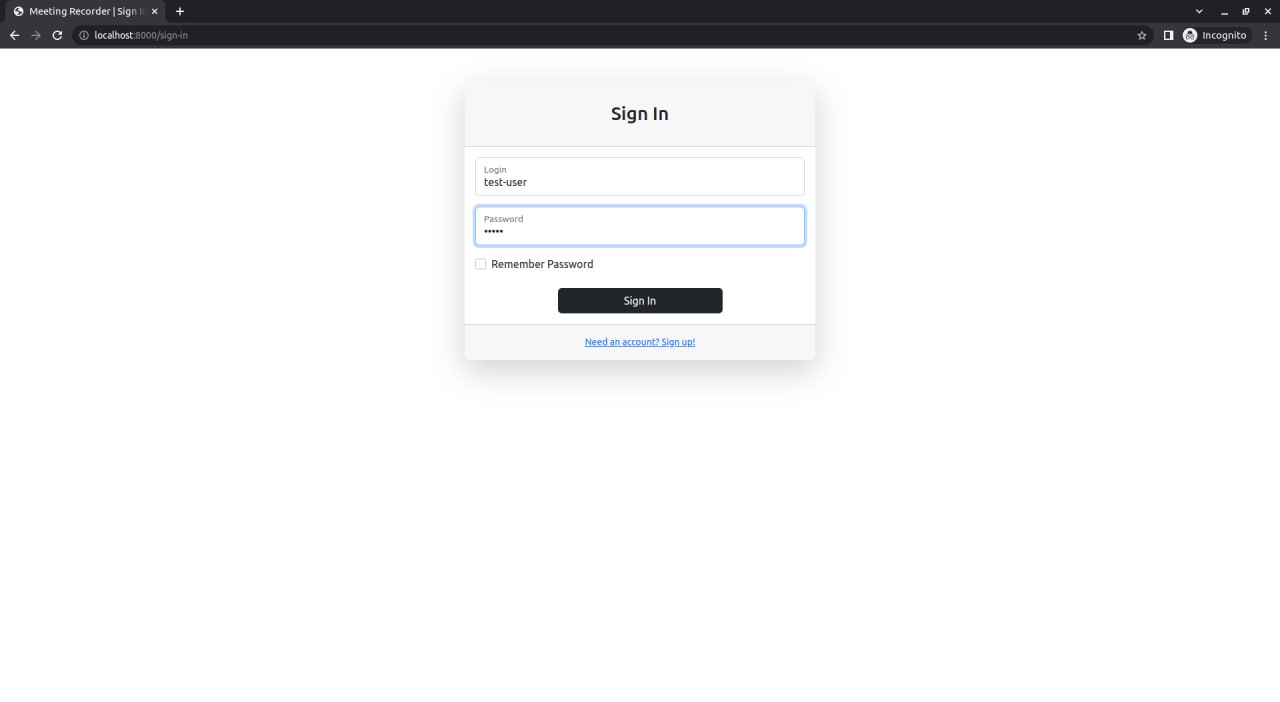 Meeting Recorder | Sign I
localhost:8000/sign-in
Incognito
Sign In
Login
test-user
Password
•••••
Remember Password
Sign In
Need an account? Sign up!